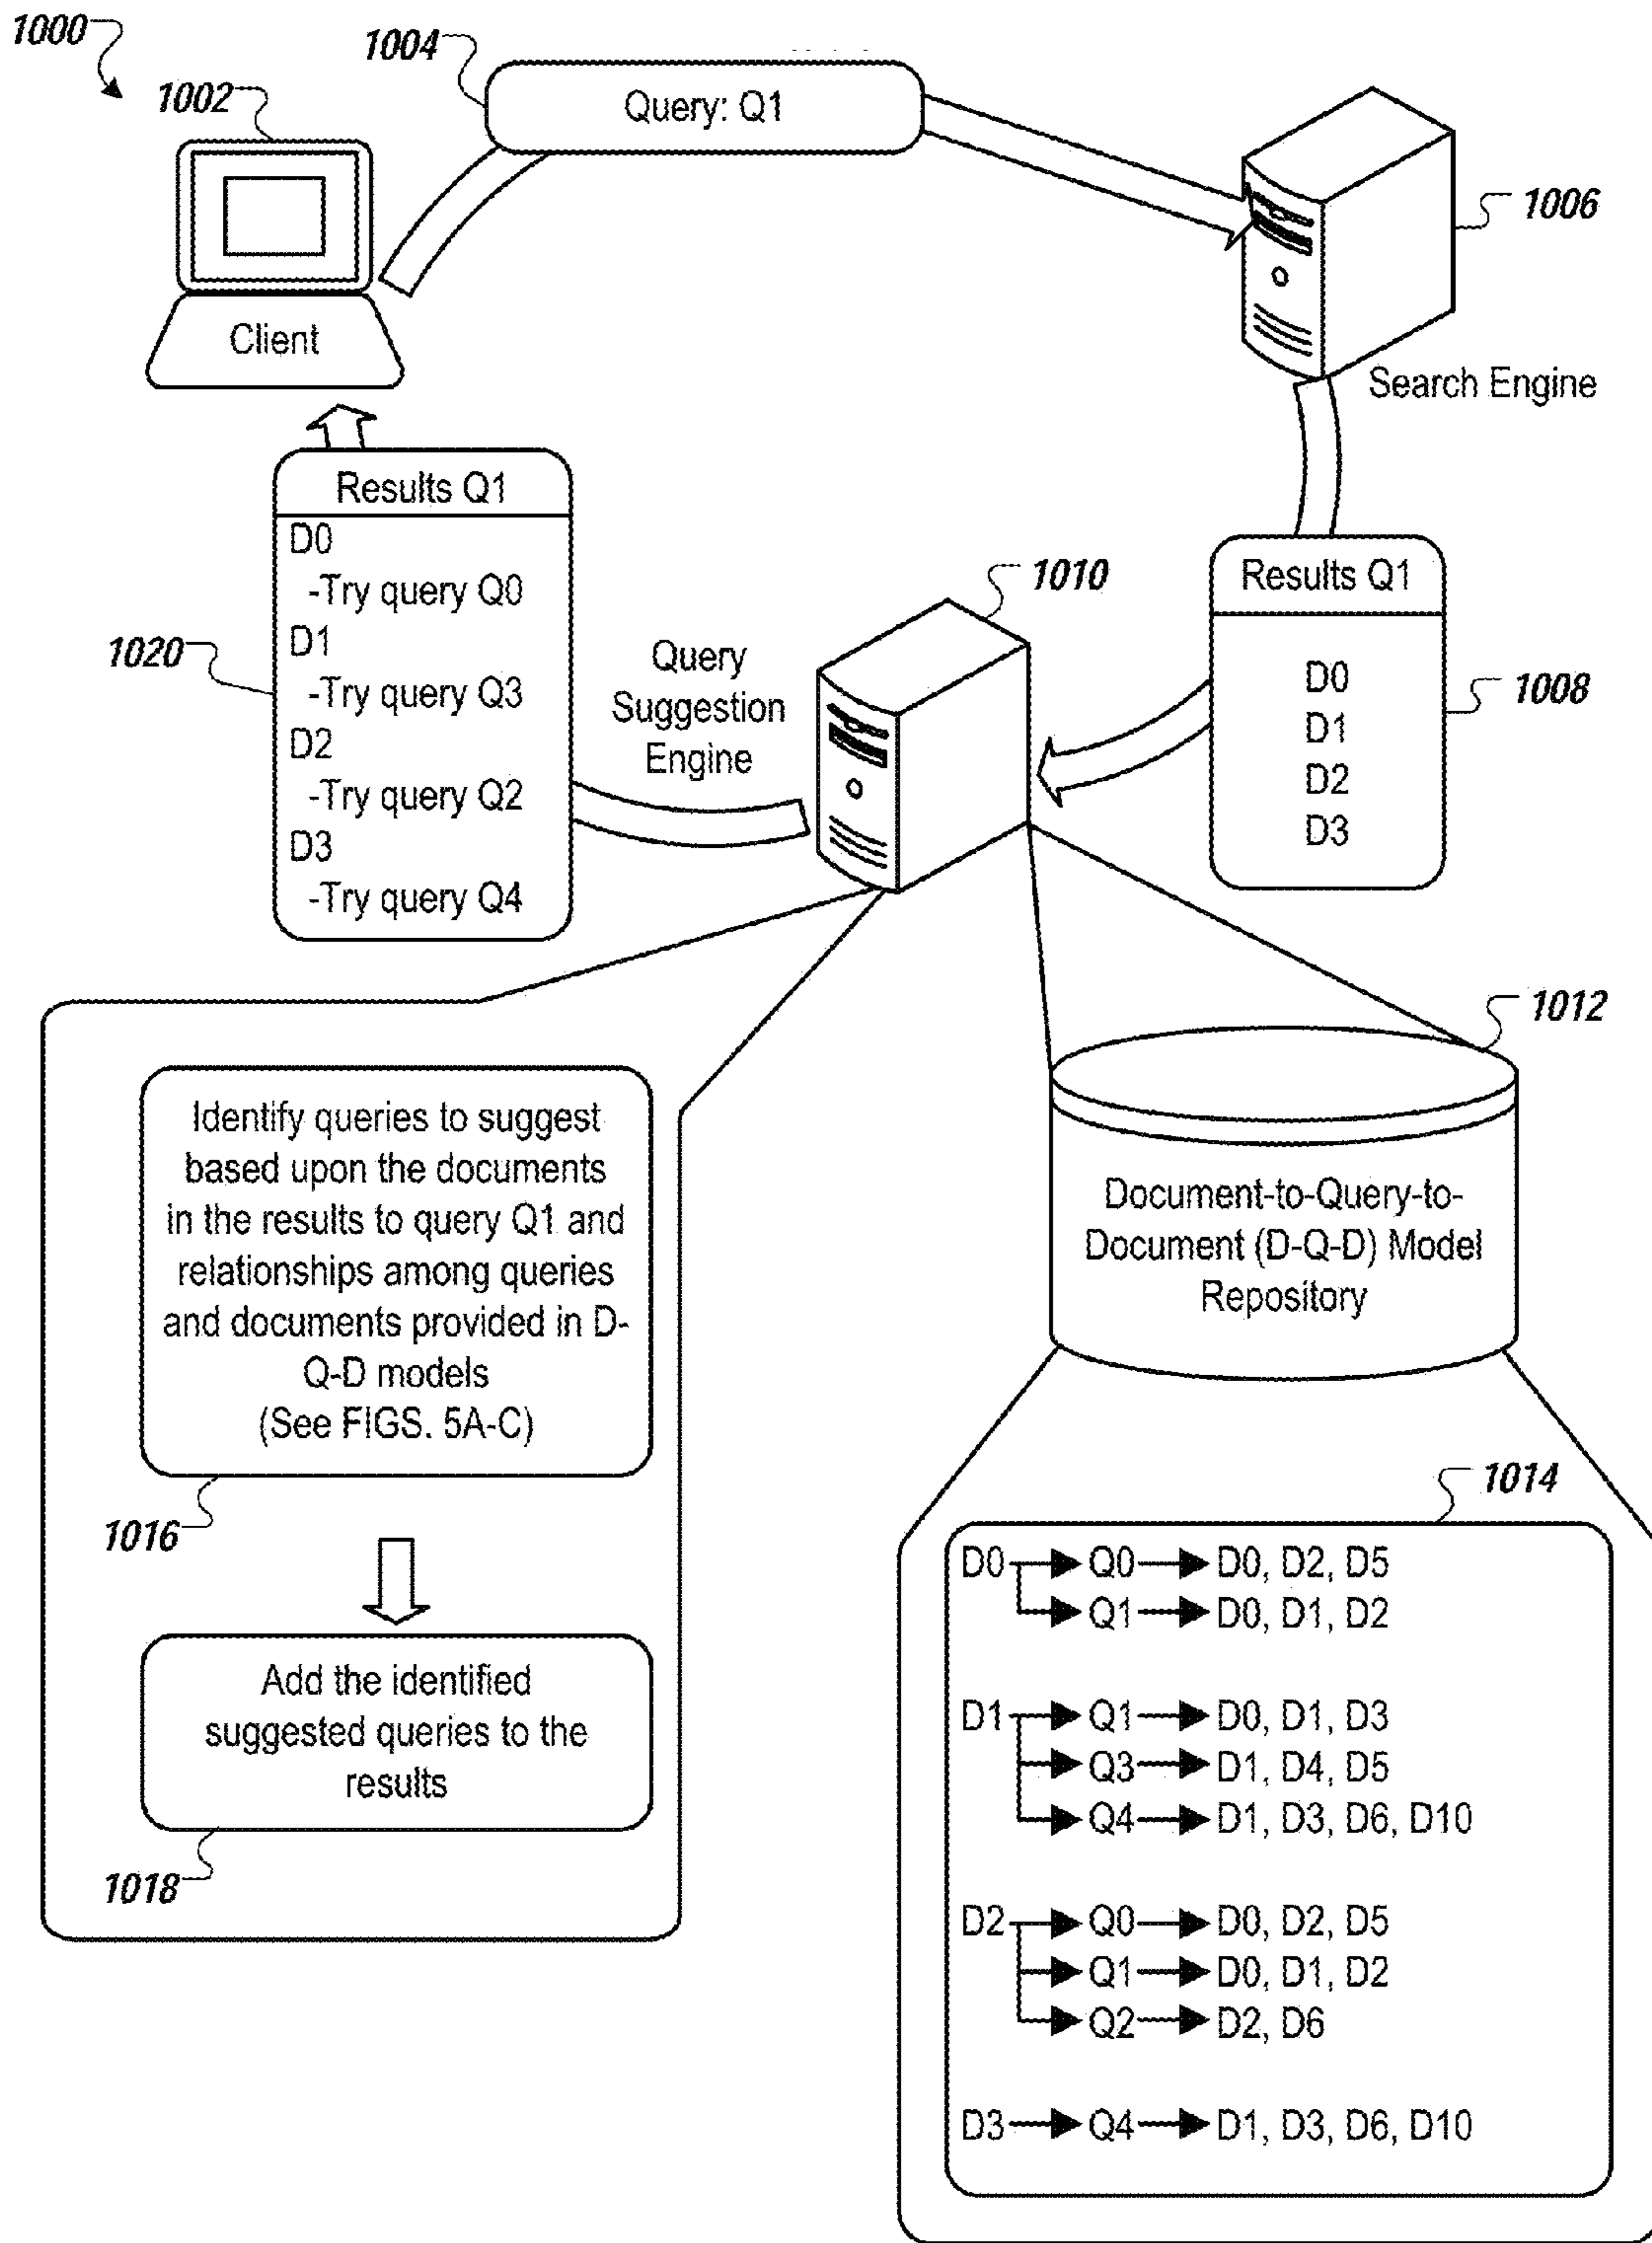 1000
1004
1002
Query: Q1
1006
Client
Search Engine
Results Q1
D0
-Try query Q0
D1
-Try query Q3
D2
-Try query Q2
D3
-Try query Q4
1020
Query
Suggestion
Engine
1010
Results Q1
D0
D1
D2
D3
1008
1012
Identify queries to suggest
based upon the documents
in the results to query Q1 and
relationships among queries
and documents provided in D-
Q-D models
(See FIGS. 5A-C)
1016
Add the identified
suggested queries to the
results
1018
Document-to-Query-to-
Document (D-Q-D) Model
Repository
1014
D0 Q0 D0, D2, D5
Q1 D0, D1, D2
D1 Q1 D0, D1, D3
Q3 D1, D4, D5
Q4 D1, D3, D6, D10
D2 Q0 D0, D2, D5
Q1 D0, D1, D2
Q2 D2, D6
D3 Q4 D1, D3, D6, D10